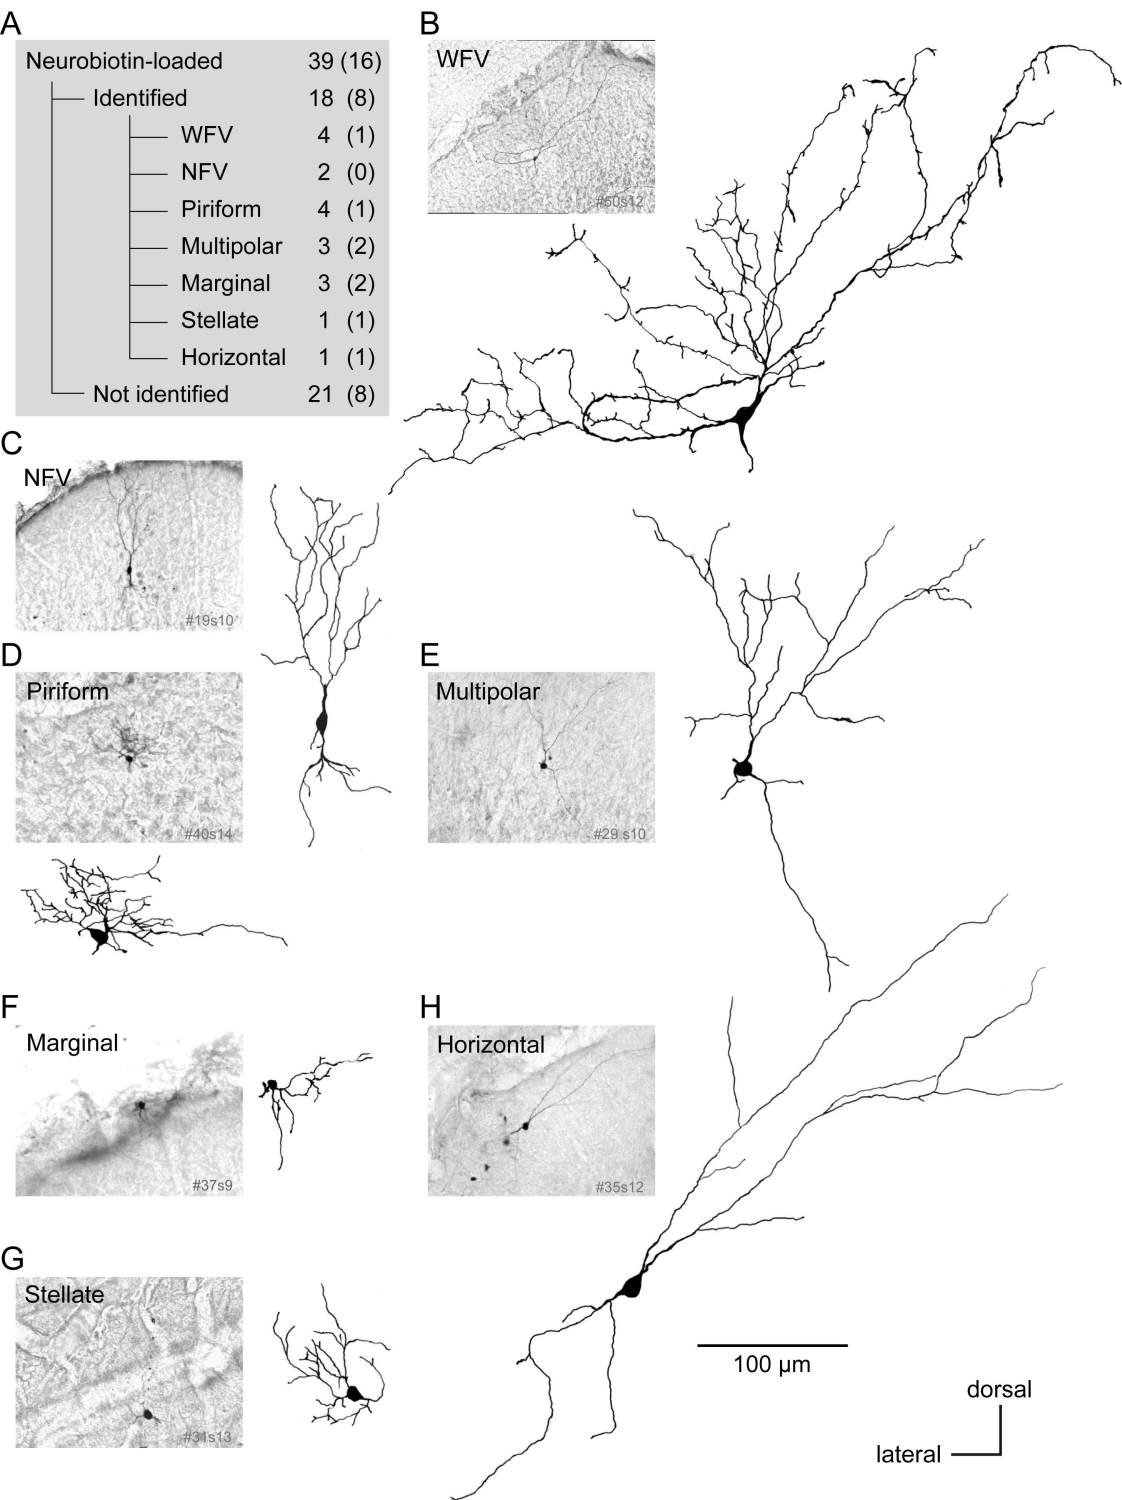 A
Neurobiotin-loaded 39 (16)
Identified 18 (8)
WFV 4 (1)
NFV 2 (0)
Piriform 4 (1)
Multipolar 3 (2)
Marginal 3 (2)
Stellate 1 (1)
Horizontal 1 (1)
Not identified 21 (8)
B
WFV
#50s12
C
NFV
#19s10
D
Piriform
#40s14
E
Multipolar
#29 s10
F
Marginal
#37s9
H
Horizontal
#35s12
G
Stellate
#31s13
100 µm
dorsal
lateral